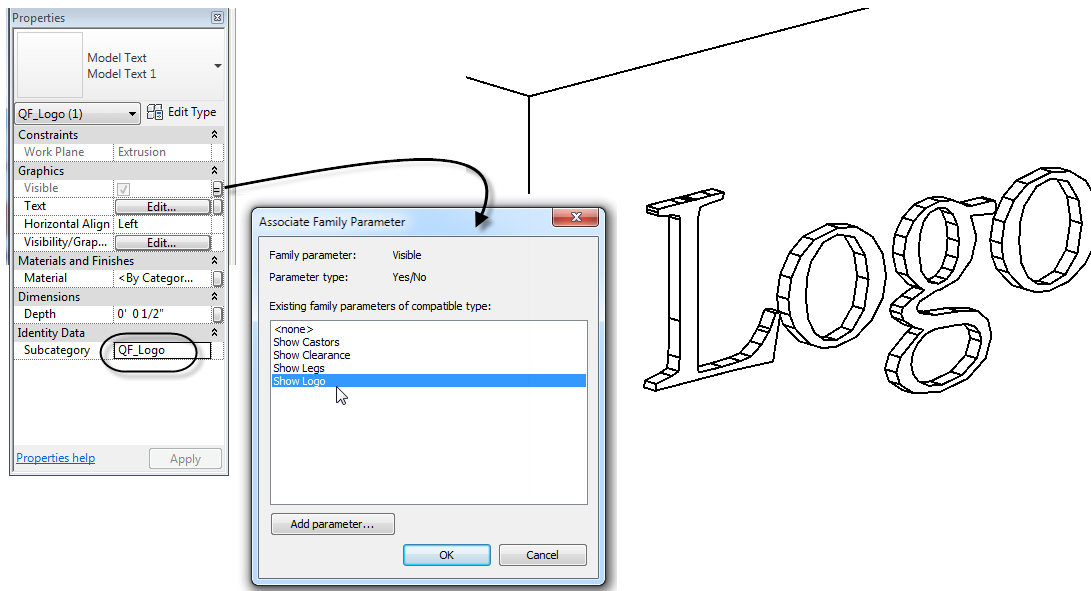 Properties
Model Text
Model Text 1
QF_Logo (1)
Edit Type
Constraints
Work Plane Extrusion
Graphics
Visible
Text Edit...
Horizontal Align Left
Visibility/Grap... Edit...
Materials and Finishes
Material <By Categor...
Dimensions
Depth 0' 0 1/2"
Identity Data
Subcategory QF_Logo
Properties help
Apply
Associate Family Parameter
Family parameter: Visible
Parameter type: Yes/No
Existing family parameters of compatible type:
<none>
Show Castors
Show Clearance
Show Legs
Show Logo
Add parameter...
OK Cancel
Logo